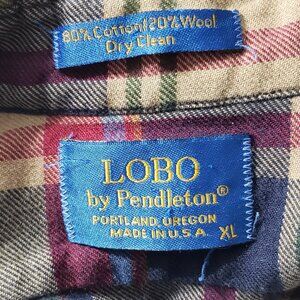 80% Cotton/20% Wool
Dry Clean
LOBO
by Pendleton®
PORTLAND, OREGON
MADE IN U.S.A. XL